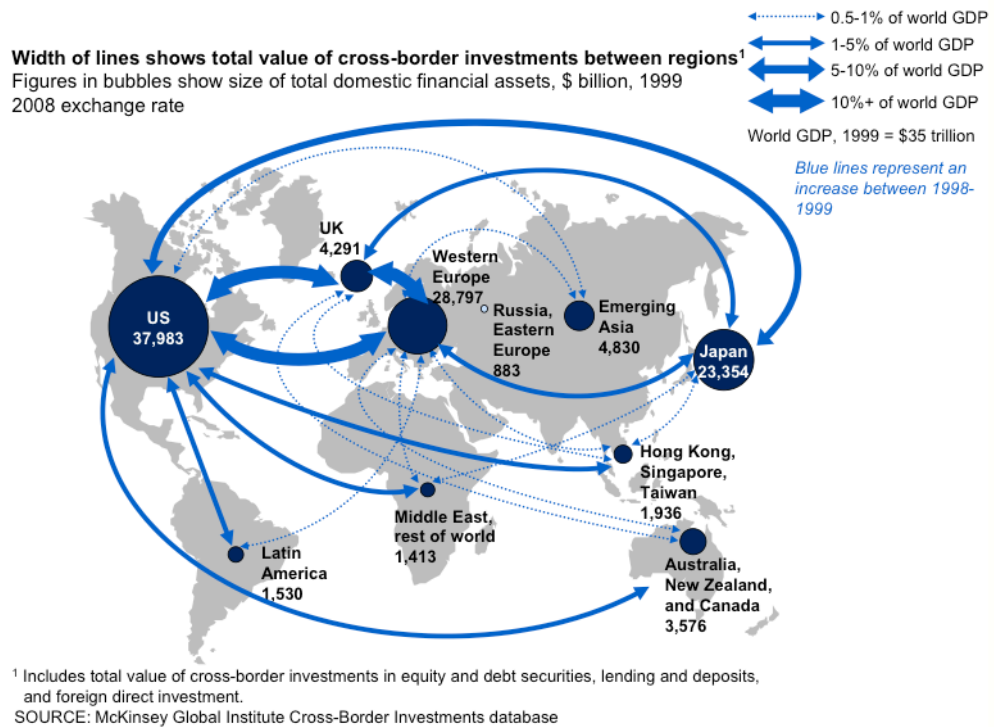 0.5-1% of world GDP
1-5% of world GDP
5-10% of world GDP
10%+ of world GDP
World GDP, 1999 = $35 trillion
Blue lines represent an
increase between 1998-
1999
Width of lines shows total value of cross-border investments between regions¹
Figures in bubbles show size of total domestic financial assets, $ billion, 1999
2008 exchange rate
UK
4,291
Western
Europe
28,797
US
37,983
Russia,
Eastern
Europe
883
Emerging
Asia
4,830
Japan
23,354
Hong Kong,
Singapore,
Taiwan
1,936
Middle East,
rest of world
1,413
Latin
America
1,530
Australia,
New Zealand,
and Canada
3,576
¹ Includes total value of cross-border investments in equity and debt securities, lending and deposits,
and foreign direct investment.
SOURCE: McKinsey Global Institute Cross-Border Investments database